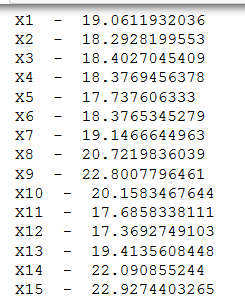 X1 - 19.0611932036
X2 - 18.2928199553
X3 - 18.4027045409
X4 - 18.3769456378
X5 - 17.737606333
X6 - 18.3765345279
X7 - 19.1466644963
X8 - 20.7219836039
X9 - 22.8007796461
X10 - 20.1583467644
X11 - 17.6858338111
X12 - 17.3692749103
X13 - 19.4135608448
X14 - 22.090855244
X15 - 22.9274403265